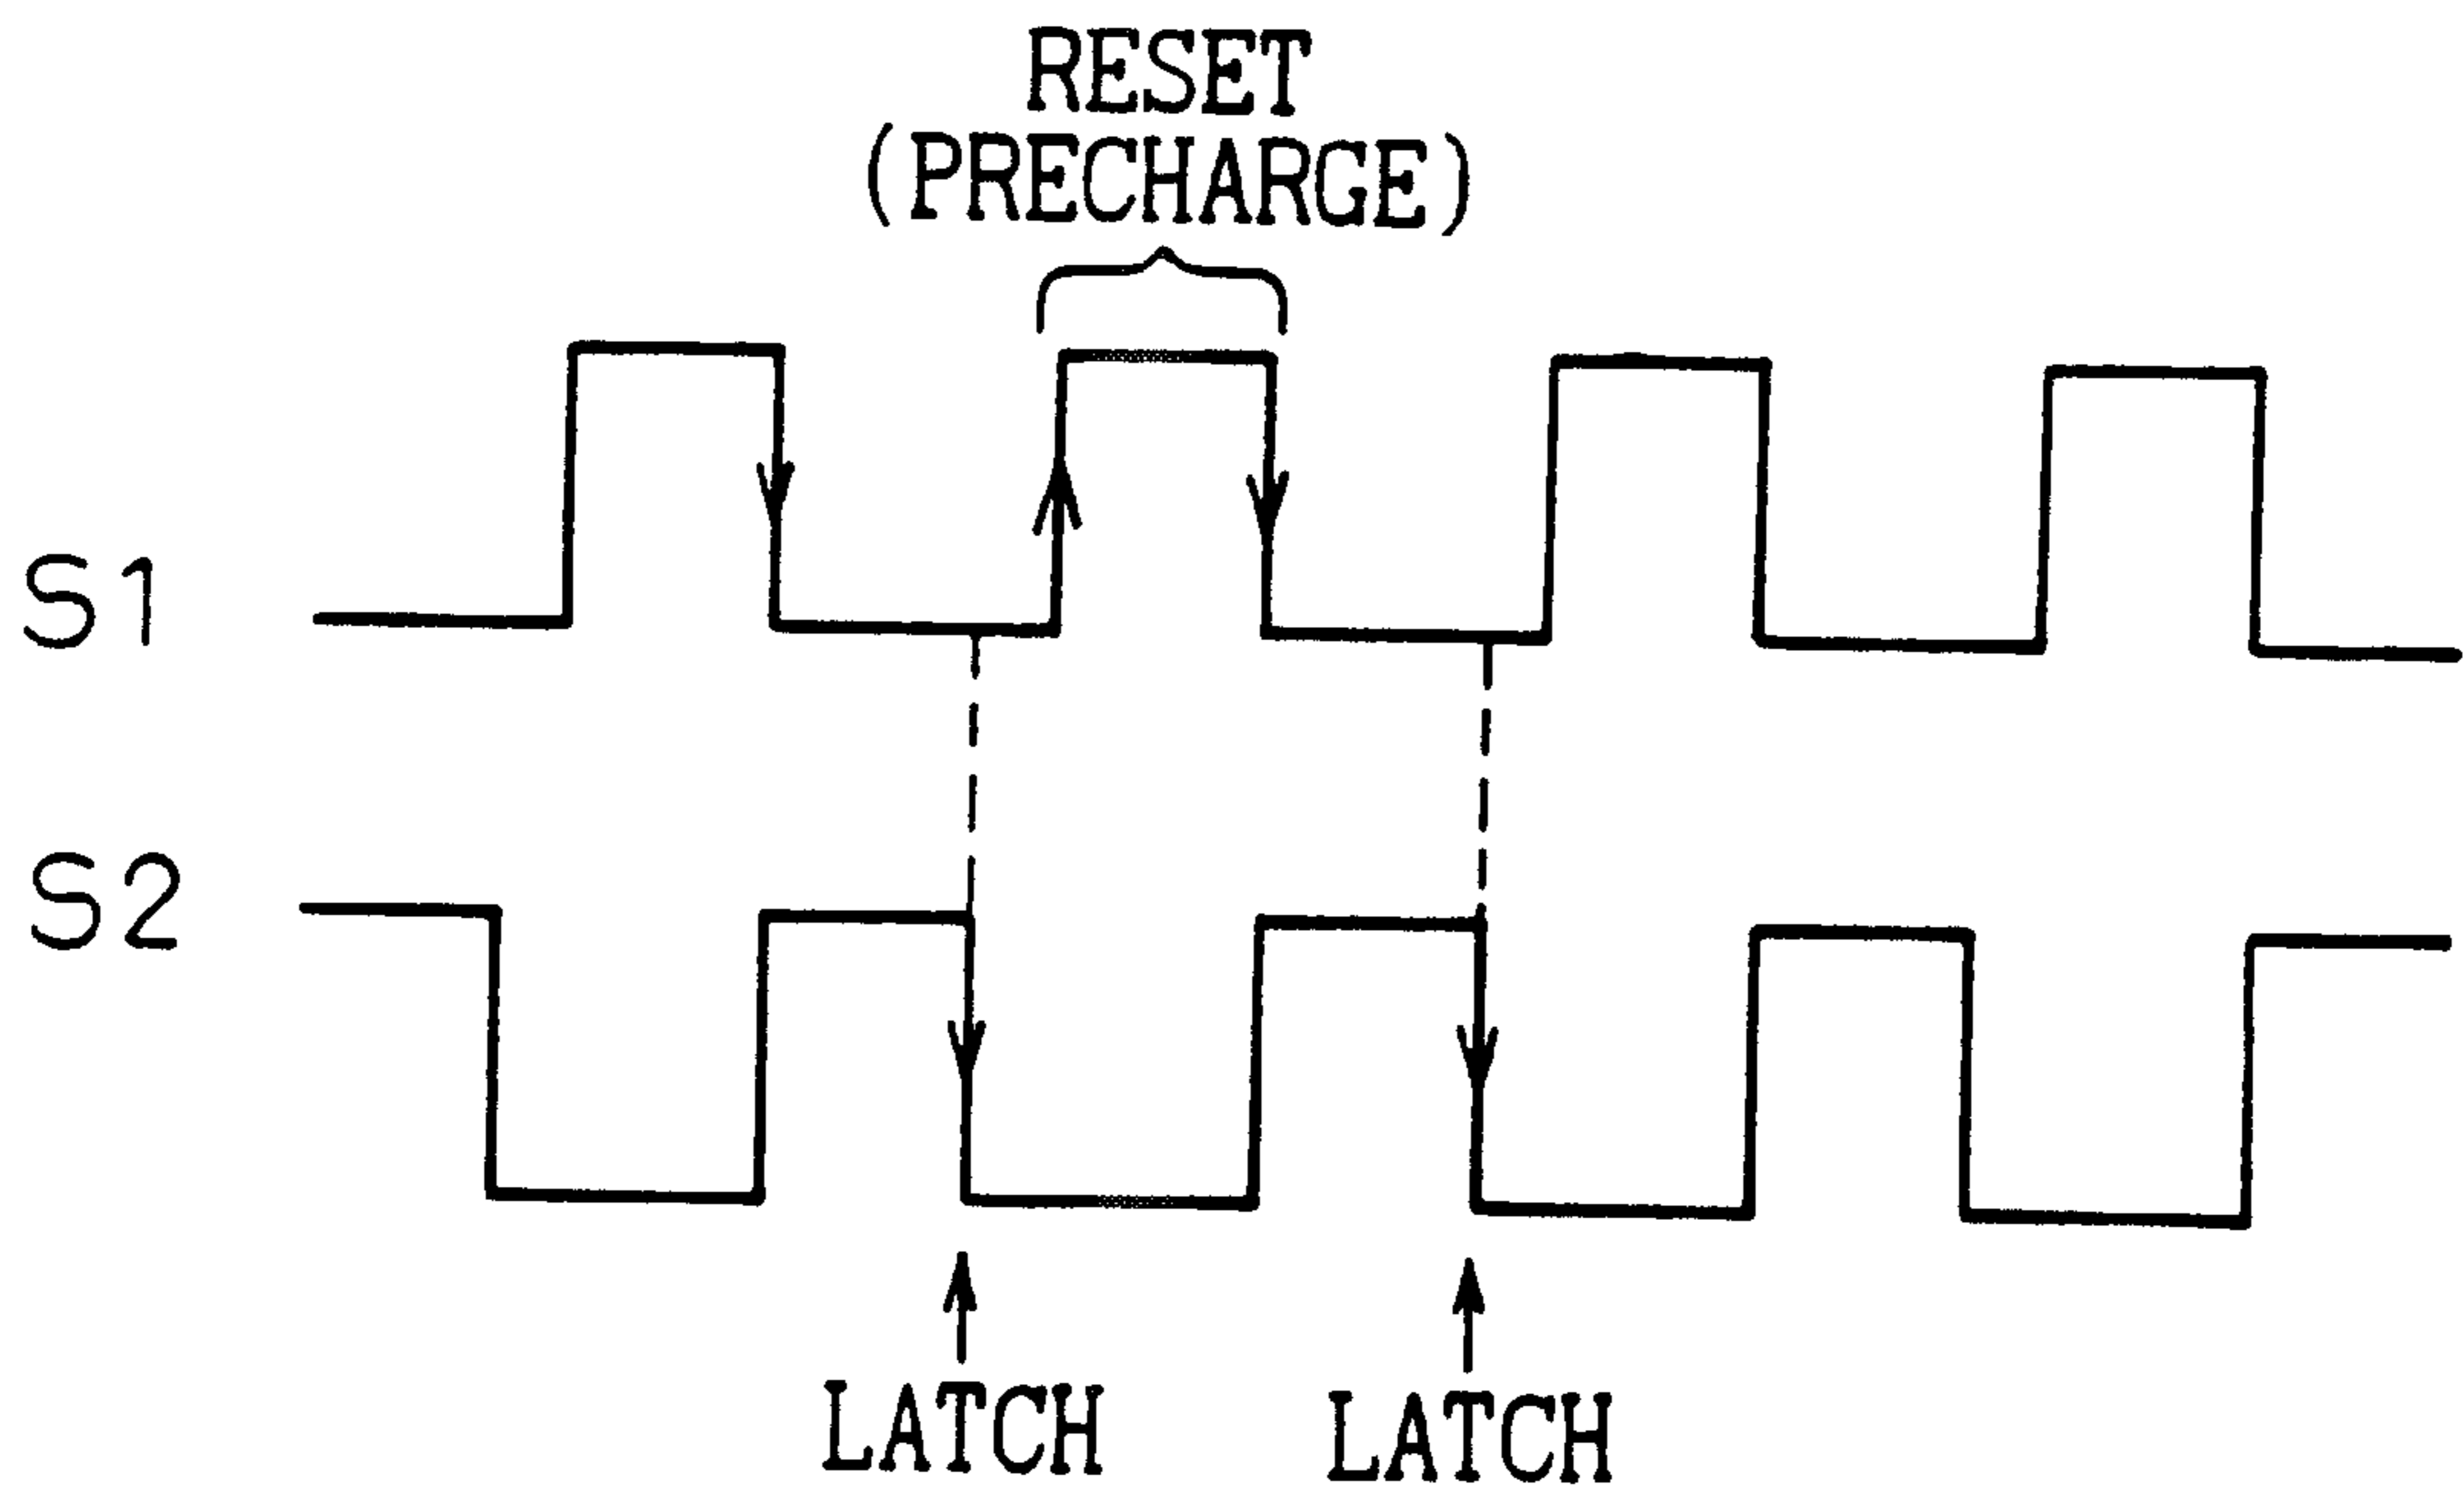 RESET
(PRECHARGE)
S1
S2
LATCH
LATCH